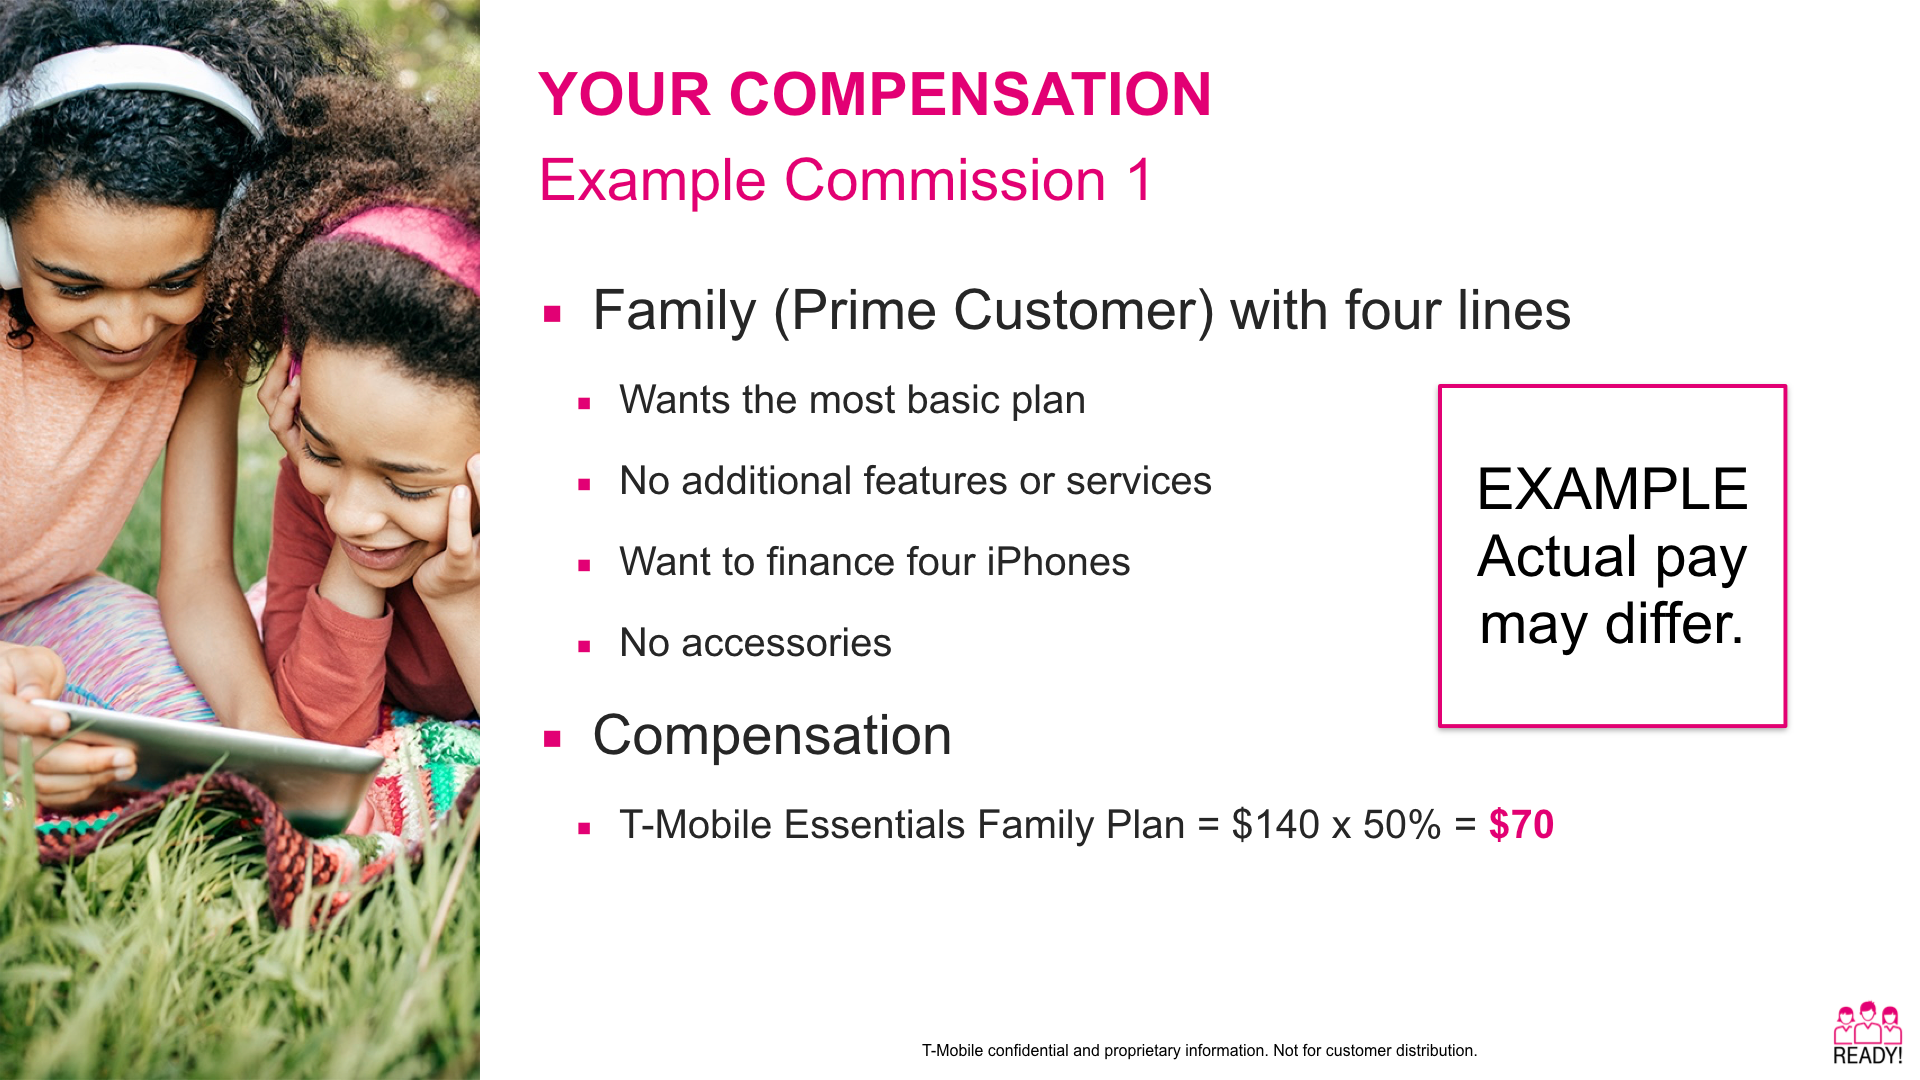 YOUR COMPENSATION
Example Commission 1
Family (Prime Customer) with four lines
Wants the most basic plan
No additional features or services
Want to finance four iPhones
No accessories
EXAMPLE
Actual pay
may differ.
Compensation
T-Mobile Essentials Family Plan = $140 x 50% = $70
T-Mobile confidential and proprietary information. Not for customer distribution.
READY!